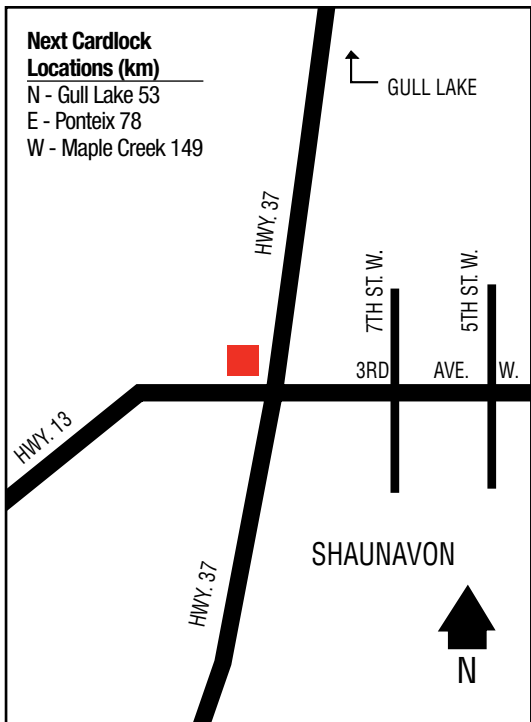 Next Cardlock
Locations (km)
N - Gull Lake 53
E - Ponteix 78
W - Maple Creek 149
GULL LAKE
HWY. 37
7TH ST. W.
5TH ST. W.
3RD AVE. W.
HWY. 13
HWY. 37
SHAUNAVON
N